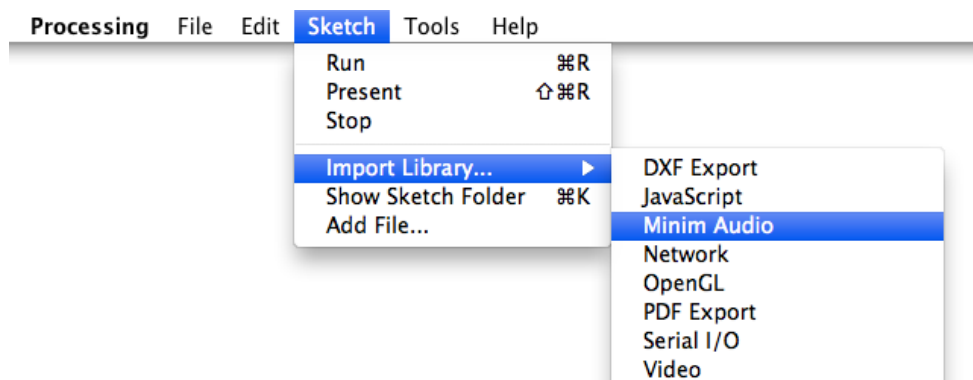 Processing File Edit Sketch Tools Help
Run ⌘R
Present ⇧⌘R
Stop
Import Library... ▶
Show Sketch Folder ⌘K
Add File...
DXF Export
JavaScript
Minim Audio
Network
OpenGL
PDF Export
Serial I/O
Video